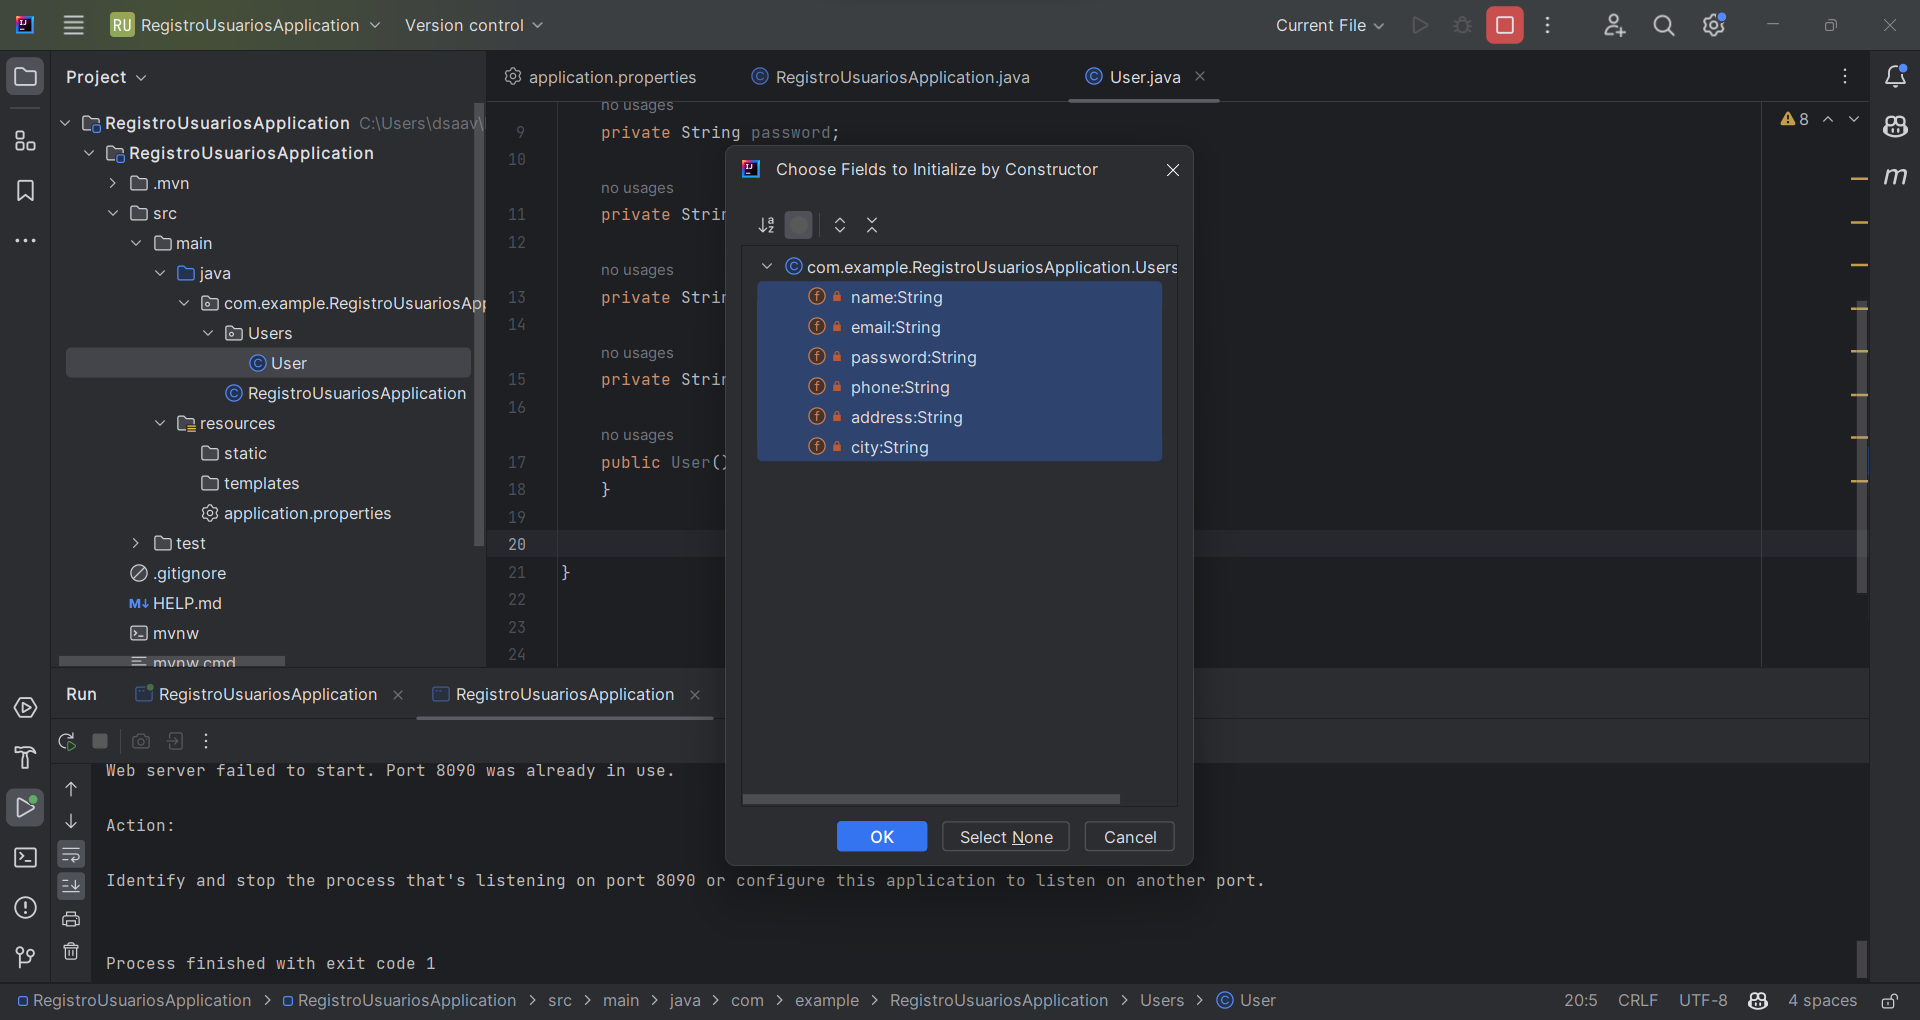 RU RegistroUsuariosApplication
Version control
Current File
Project
application.properties
RegistroUsuariosApplication.java
User.java
RegistroUsuariosApplication C:\Users\dsaav\
RegistroUsuariosApplication
.mvn
src
main
java
com.example.RegistroUsuariosApp
Users
User
RegistroUsuariosApplication
resources
static
templates
application.properties
test
.gitignore
M↓ HELP.md
mvnw
mvnw.cmd
no usages
9 private String password;
10
no usages
11 private Strin
12
no usages
13 private Strin
14
no usages
15 private Strin
16
no usages
17 public User()
18 }
19
20
21 }
22
23
24
8
m
Choose Fields to Initialize by Constructor
com.example.RegistroUsuariosApplication.Users
name:String
email:String
password:String
phone:String
address:String
city:String
OK
Select None
Cancel
Run
RegistroUsuariosApplication
RegistroUsuariosApplication
Web server failed to start. Port 8090 was already in use.
Action:
Identify and stop the process that's listening on port 8090 or configure this application to listen on another port.
Process finished with exit code 1
RegistroUsuariosApplication > RegistroUsuariosApplication > src > main > java > com > example > RegistroUsuariosApplication > Users > User
20:5 CRLF UTF-8 4 spaces